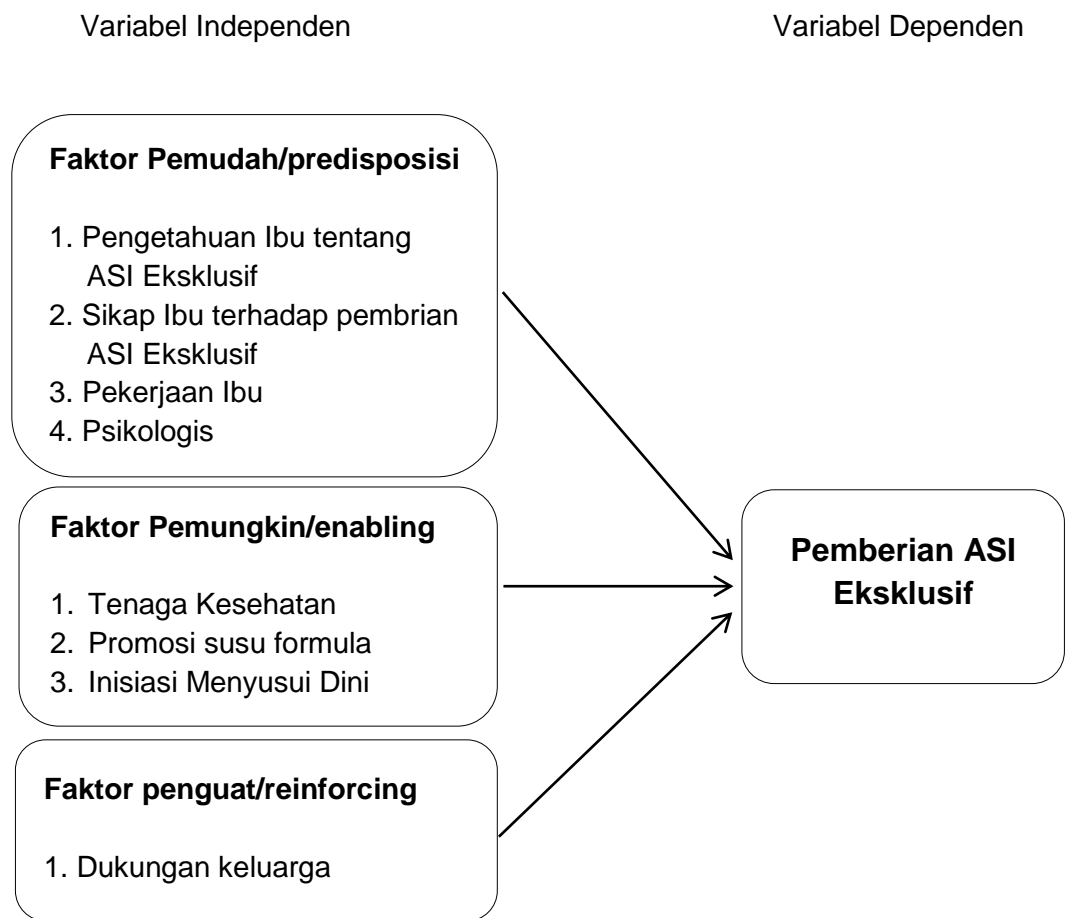 Variabel Independen
Variabel Dependen
Faktor Pemudah/predisposisi
1. Pengetahuan Ibu tentang
ASI Eksklusif
2. Sikap Ibu terhadap pembrian
ASI Eksklusif
3. Pekerjaan Ibu
4. Psikologis
Faktor Pemungkin/enabling
1. Tenaga Kesehatan
2. Promosi susu formula
3. Inisiasi Menyusui Dini
Faktor penguat/reinforcing
1. Dukungan keluarga
Pemberian ASI
Eksklusif